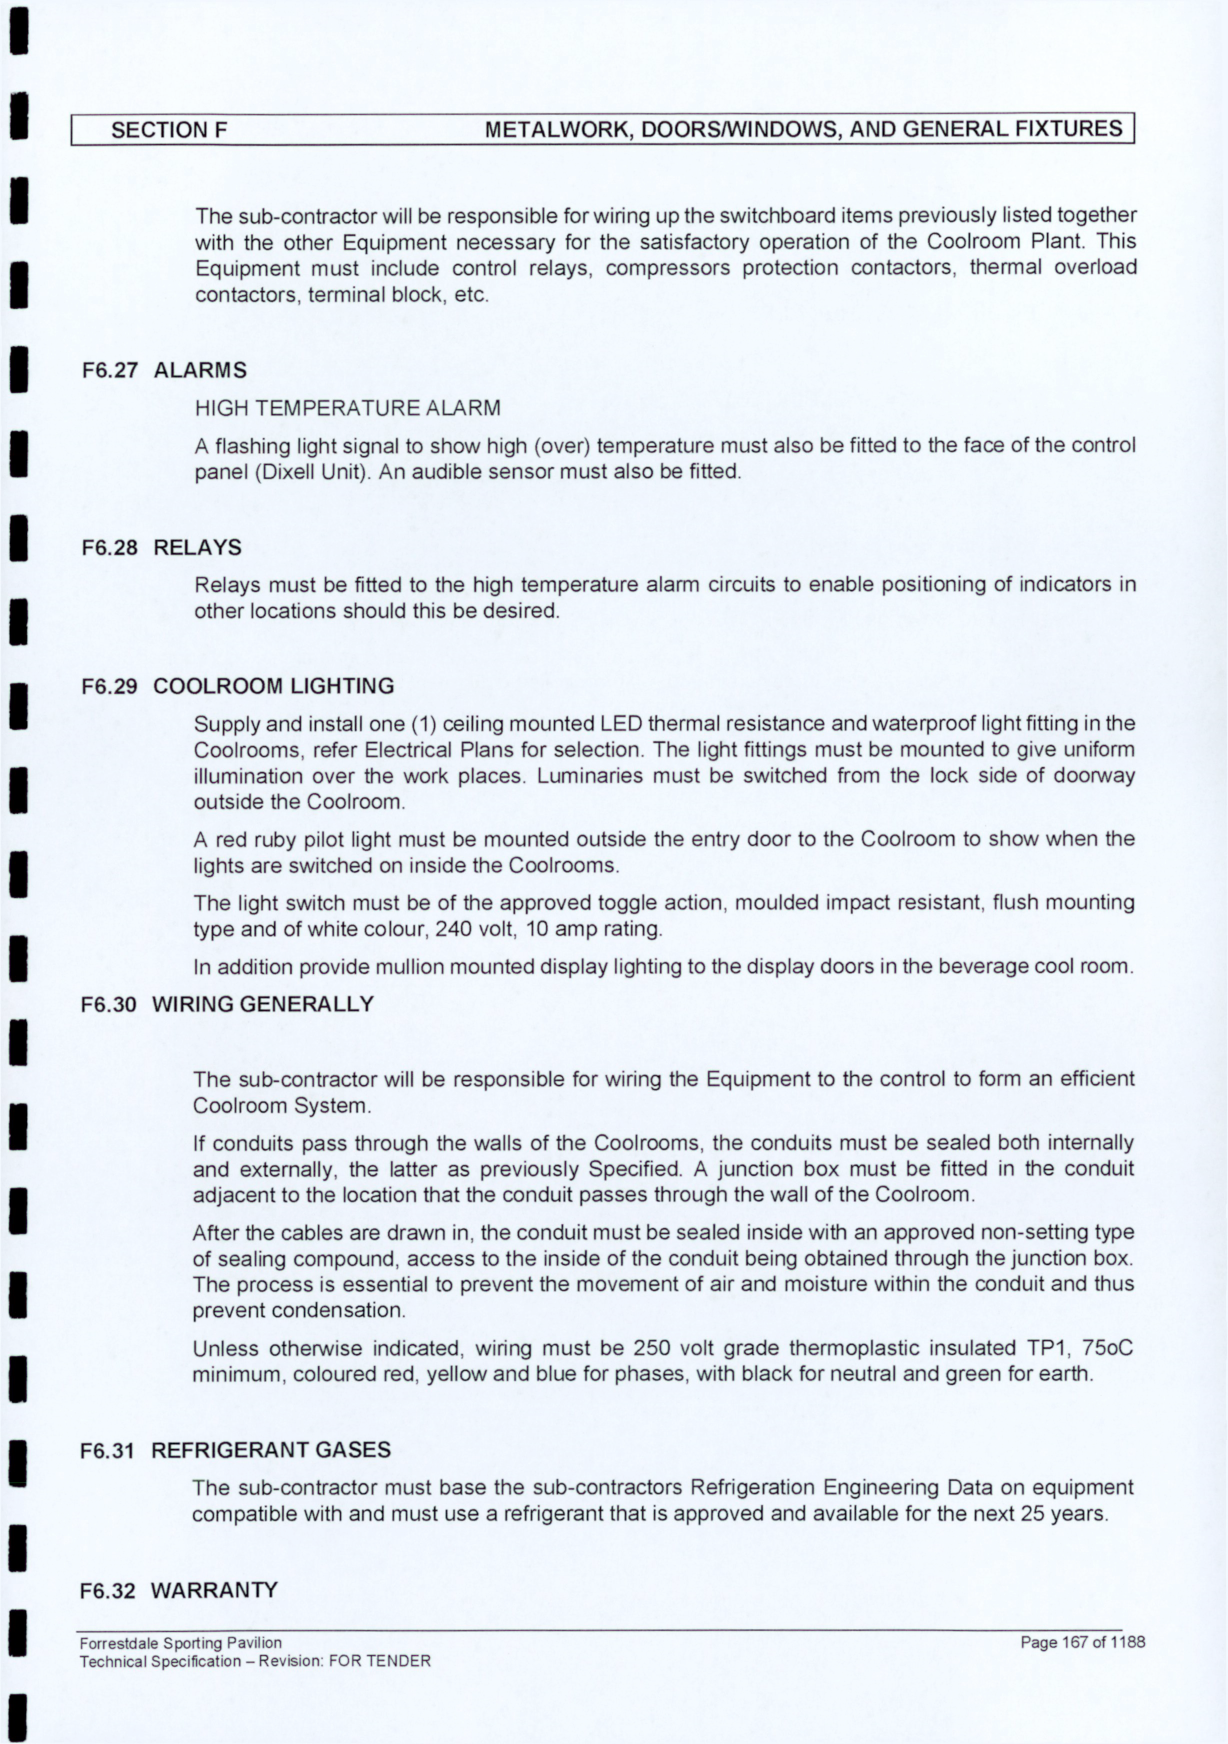 SECTION F METALWORK, DOORS/WINDOWS, AND GENERAL FIXTURES
The sub-contractor will be responsible for wiring up the switchboard items previously listed together
with the other Equipment necessary for the satisfactory operation of the Coolroom Plant. This
Equipment must include control relays, compressors protection contactors, thermal overload
contactors, terminal block, etc.
F6.27 ALARMS
HIGH TEMPERATURE ALARM
A flashing light signal to show high (over) temperature must also be fitted to the face of the control
panel (Dixell Unit). An audible sensor must also be fitted.
F6.28 RELAYS
Relays must be fitted to the high temperature alarm circuits to enable positioning of indicators in
other locations should this be desired.
F6.29 COOLROOM LIGHTING
Supply and install one (1) ceiling mounted LED thermal resistance and waterproof light fitting in the
Coolrooms, refer Electrical Plans for selection. The light fittings must be mounted to give uniform
illumination over the work places. Luminaries must be switched from the lock side of doorway
outside the Coolroom.
A red ruby pilot light must be mounted outside the entry door to the Coolroom to show when the
lights are switched on inside the Coolrooms.
The light switch must be of the approved toggle action, moulded impact resistant, flush mounting
type and of white colour, 240 volt, 10 amp rating.
In addition provide mullion mounted display lighting to the display doors in the beverage cool room.
F6.30 WIRING GENERALLY
The sub-contractor will be responsible for wiring the Equipment to the control to form an efficient
Coolroom System.
If conduits pass through the walls of the Coolrooms, the conduits must be sealed both internally
and externally, the latter as previously Specified. A junction box must be fitted in the conduit
adjacent to the location that the conduit passes through the wall of the Coolroom.
After the cables are drawn in, the conduit must be sealed inside with an approved non-setting type
of sealing compound, access to the inside of the conduit being obtained through the junction box.
The process is essential to prevent the movement of air and moisture within the conduit and thus
prevent condensation.
Unless otherwise indicated, wiring must be 250 volt grade thermoplastic insulated TP1, 75oC
minimum, coloured red, yellow and blue for phases, with black for neutral and green for earth.
F6.31 REFRIGERANT GASES
The sub-contractor must base the sub-contractors Refrigeration Engineering Data on equipment
compatible with and must use a refrigerant that is approved and available for the next 25 years.
F6.32 WARRANTY
Forrestdale Sporting Pavilion Page 167 of 1188
Technical Specification – Revision: FOR TENDER